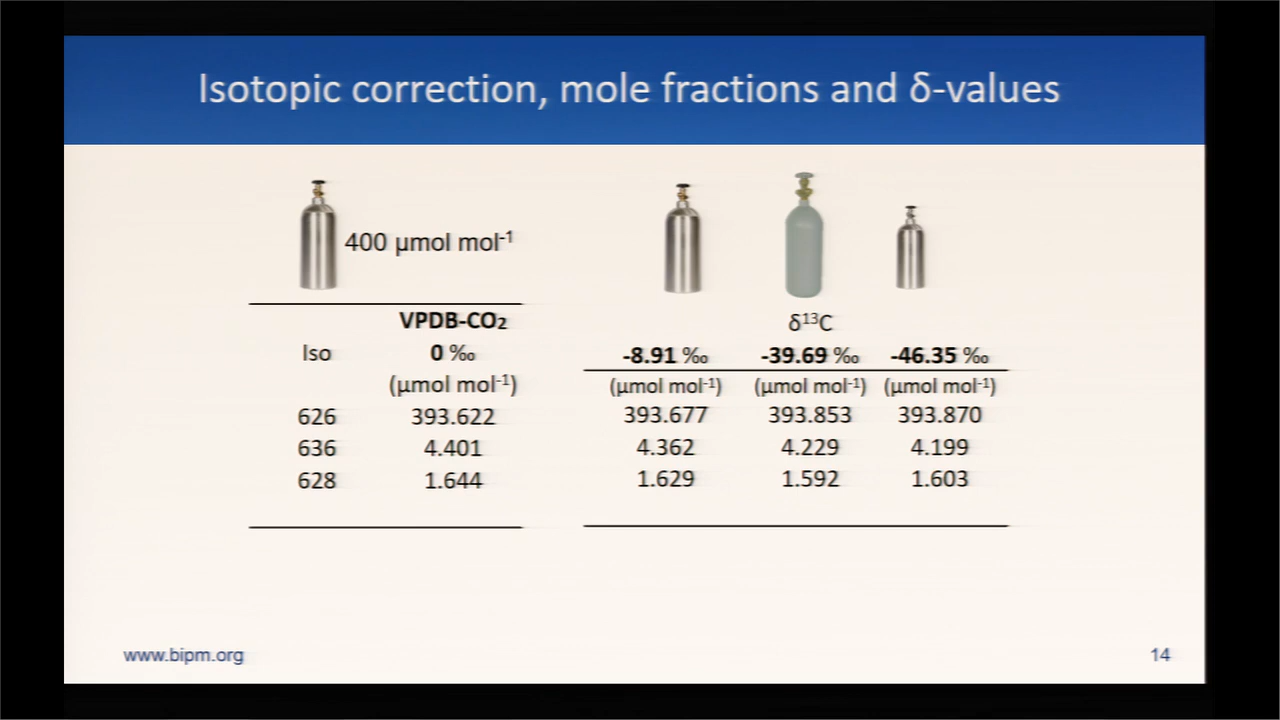 Isotopic correction, mole fractions and δ-values
400 µmol mol-1
VPDB-CO2
Iso 0 ‰
(µmol mol-1)
626 393.622
636 4.401
628 1.644
δ13C
-8.91 ‰ -39.69 ‰ -46.35 ‰
(µmol mol-1) (µmol mol-1) (µmol mol-1)
393.677 393.853 393.870
4.362 4.229 4.199
1.629 1.592 1.603
www.bipm.org 14